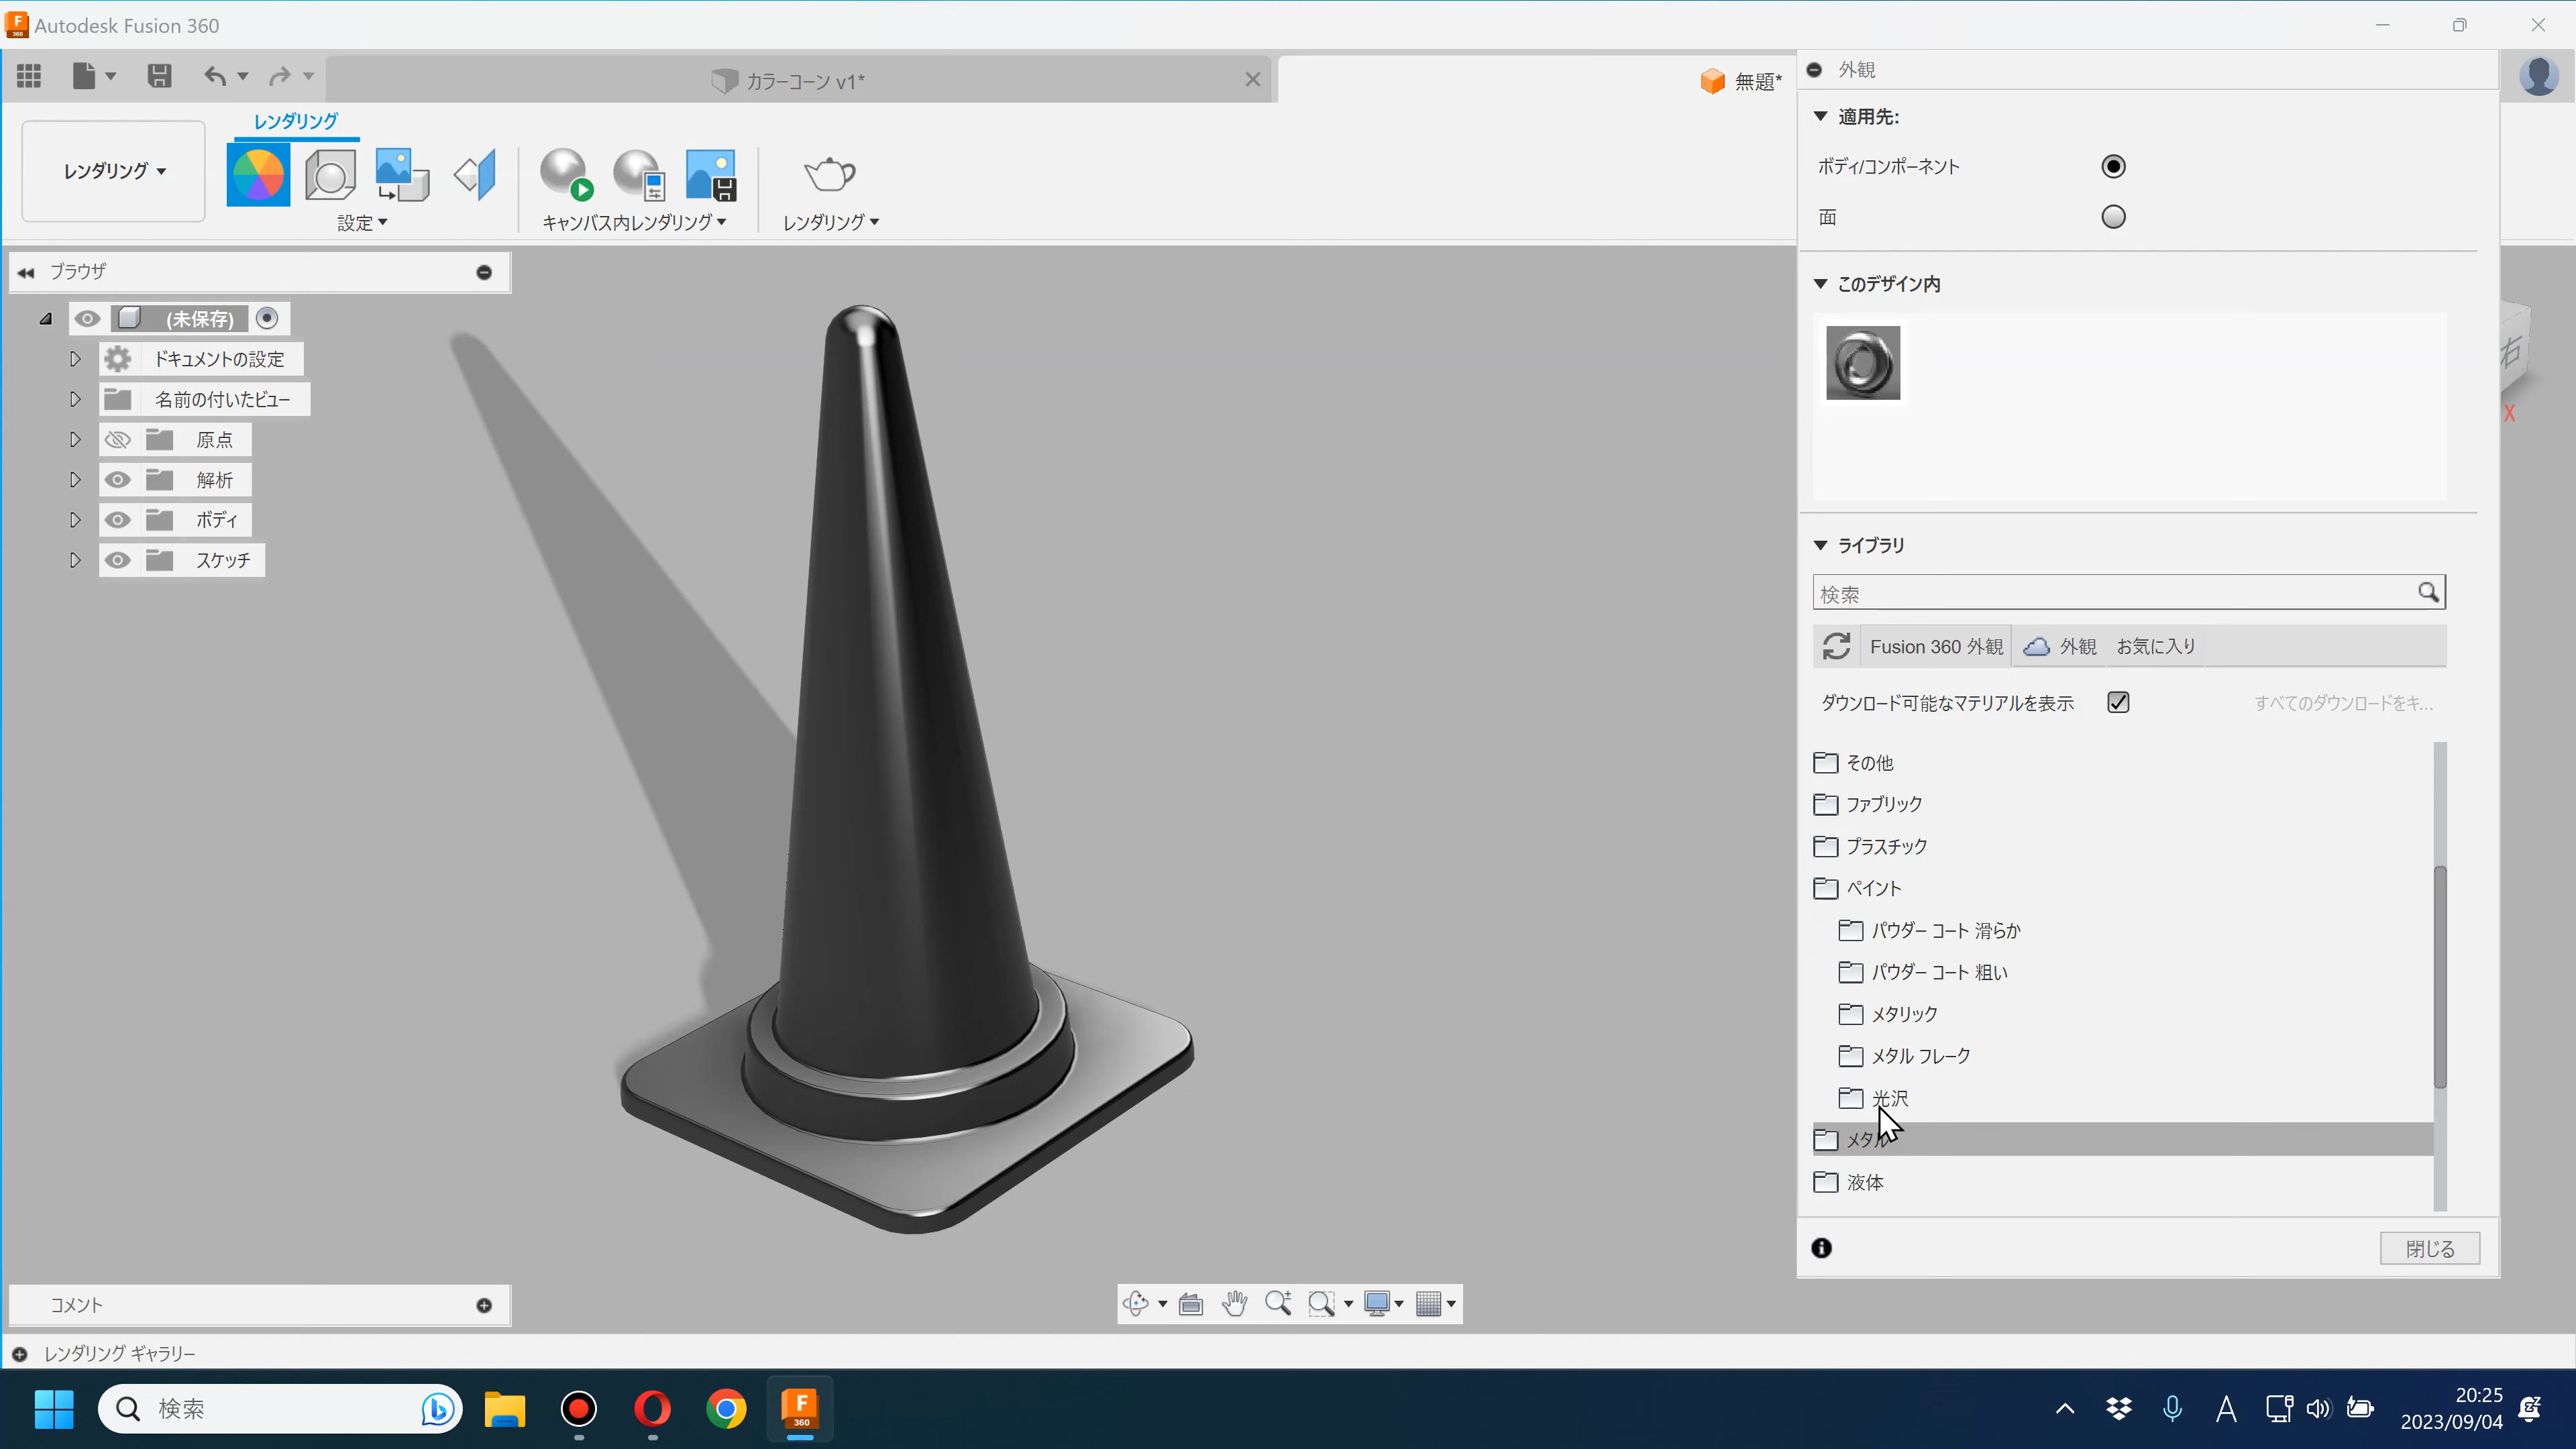 Autodesk Fusion 360
カラーコーン v1*
無題*
外観
レンダリング
レンダリング
設定
キャンバス内レンダリング
レンダリング
適用先:
ボディ/コンポーネント
面
このデザイン内
ブラウザ
(未保存)
ドキュメントの設定
名前の付いたビュー
原点
解析
ボディ
スケッチ
右
X
ライブラリ
検索
Fusion 360 外観
外観
お気に入り
ダウンロード可能なマテリアルを表示
すべてのダウンロードをキ...
その他
ファブリック
プラスチック
ペイント
パウダー コート 滑らか
パウダー コート 粗い
メタリック
メタル フレーク
光沢
メタル
液体
閉じる
コメント
レンダリング ギャラリー
検索
20:25
2023/09/04